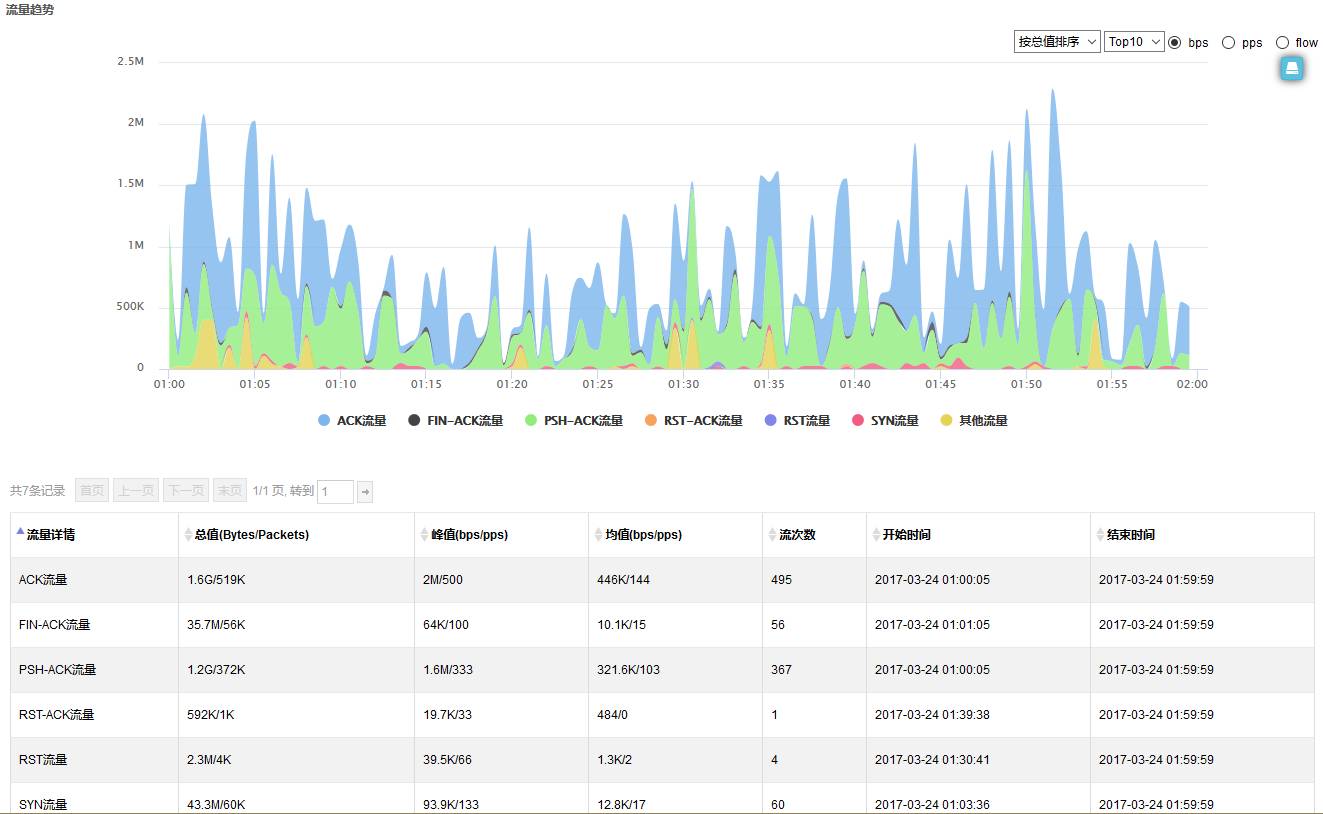 流量趋势
按总值排序 Top10 bps pps flow
2.5M
2M
1.5M
1M
500K
0
01:00 01:05 01:10 01:15 01:20 01:25 01:30 01:35 01:40 01:45 01:50 01:55 02:00
ACK流量 FIN-ACK流量 PSH-ACK流量 RST-ACK流量 RST流量 SYN流量 其他流量
共7条记录 首页 上一页 下一页 末页 1/1 页, 转到 1
流量详情 总值(Bytes/Packets) 峰值(bps/pps) 均值(bps/pps) 流次数 开始时间 结束时间
ACK流量 1.6G/519K 2M/500 446K/144 495 2017-03-24 01:00:05 2017-03-24 01:59:59
FIN-ACK流量 35.7M/56K 64K/100 10.1K/15 56 2017-03-24 01:01:05 2017-03-24 01:59:59
PSH-ACK流量 1.2G/372K 1.6M/333 321.6K/103 367 2017-03-24 01:00:05 2017-03-24 01:59:59
RST-ACK流量 592K/1K 19.7K/33 484/0 1 2017-03-24 01:39:38 2017-03-24 01:59:59
RST流量 2.3M/4K 39.5K/66 1.3K/2 4 2017-03-24 01:30:41 2017-03-24 01:59:59
SYN流量 43.3M/60K 93.9K/133 12.8K/17 60 2017-03-24 01:03:36 2017-03-24 01:59:59